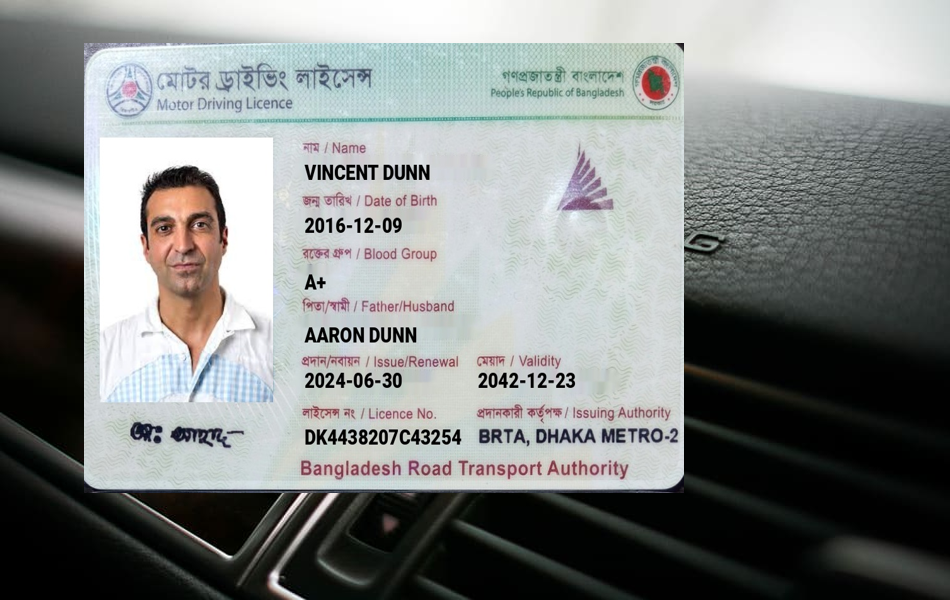 মোটর ড্রাইভিং লাইসেন্স
Motor Driving Licence
গণপ্রজাতন্ত্রী বাংলাদেশ
People's Republic of Bangladesh
নাম / Name
VINCENT DUNN
জন্ম তারিখ / Date of Birth
2016-12-09
রক্তের গ্রুপ / Blood Group
A+
পিতা/স্বামী / Father/Husband
AARON DUNN
প্রদান/নবায়ন / Issue/Renewal
2024-06-30
মেয়াদ / Validity
2042-12-23
লাইসেন্স নং / Licence No.
DK4438207C43254
প্রদানকারী কর্তৃপক্ষ / Issuing Authority
BRTA, DHAKA METRO-2
Bangladesh Road Transport Authority
G